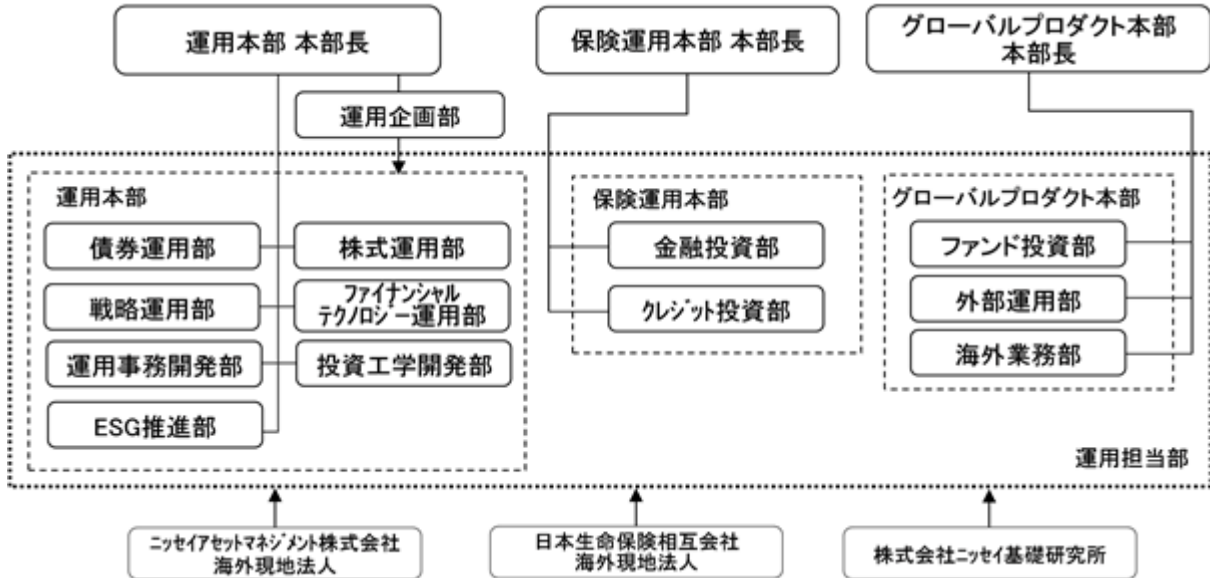 運用本部 本部長
保険運用本部 本部長
グローバルプロダクト本部
本部長
運用企画部
運用本部
債券運用部
株式運用部
戦略運用部
ファイナンシャル
テクノロジー運用部
運用事務開発部
投資工学開発部
ESG推進部
保険運用本部
金融投資部
クレジット投資部
グローバルプロダクト本部
ファンド投資部
外部運用部
海外業務部
運用担当部
ニッセイアセットマネジメント株式会社
海外現地法人
日本生命保険相互会社
海外現地法人
株式会社ニッセイ基礎研究所